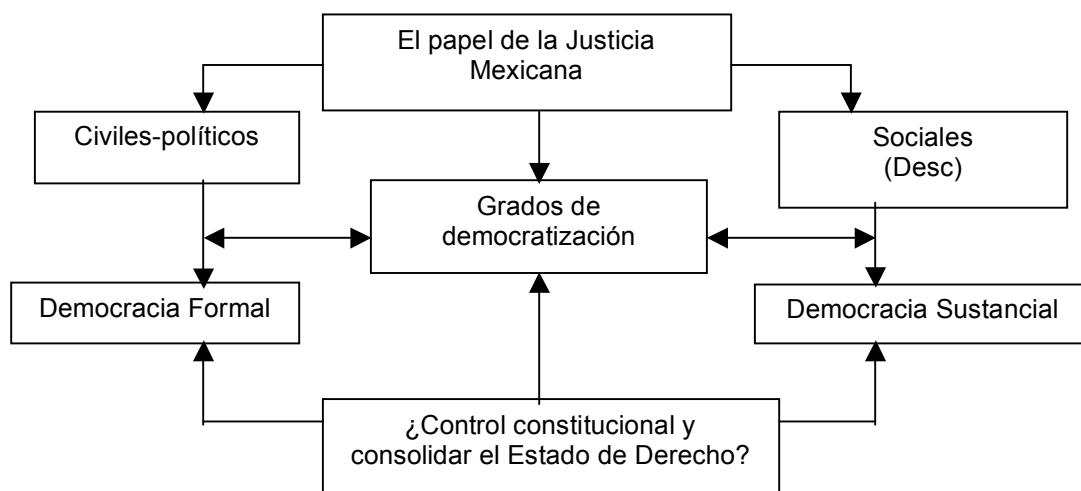 El papel de la Justicia
Mexicana
Civiles-políticos
Sociales
(Desc)
Grados de
democratización
Democracia Formal
Democracia Sustancial
¿Control constitucional y
consolidar el Estado de Derecho?